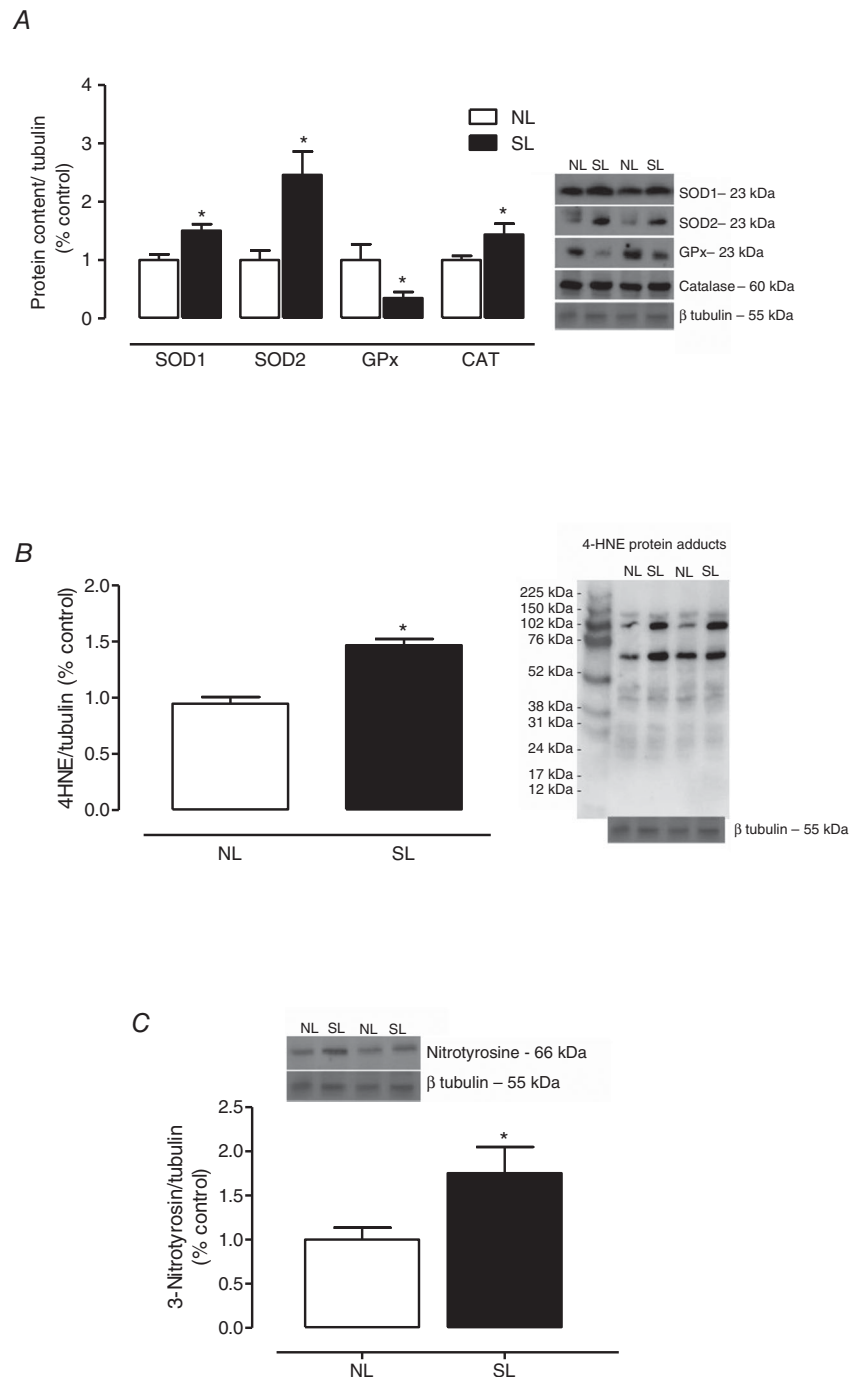 A
Protein content/ tubulin
(% control)
4
3
2
1
0
NL
SL
*
*
*
*
SOD1
SOD2
GPx
CAT
NL SL NL SL
SOD1– 23 kDa
SOD2– 23 kDa
GPx– 23 kDa
Catalase – 60 kDa
β tubulin – 55 kDa
B
4HNE/tubulin (% control)
2.0
1.5
1.0
0.5
0.0
*
NL
SL
4-HNE protein adducts
NL SL NL SL
225 kDa -
150 kDa -
102 kDa -
76 kDa -
52 kDa -
38 kDa -
31 kDa -
24 kDa -
17 kDa -
12 kDa -
β tubulin – 55 kDa
C
NL SL NL SL
Nitrotyrosine - 66 kDa
β tubulin – 55 kDa
3-Nitrotyrosin/tubulin
(% control)
2.5
2.0
1.5
1.0
0.5
0.0
*
NL
SL